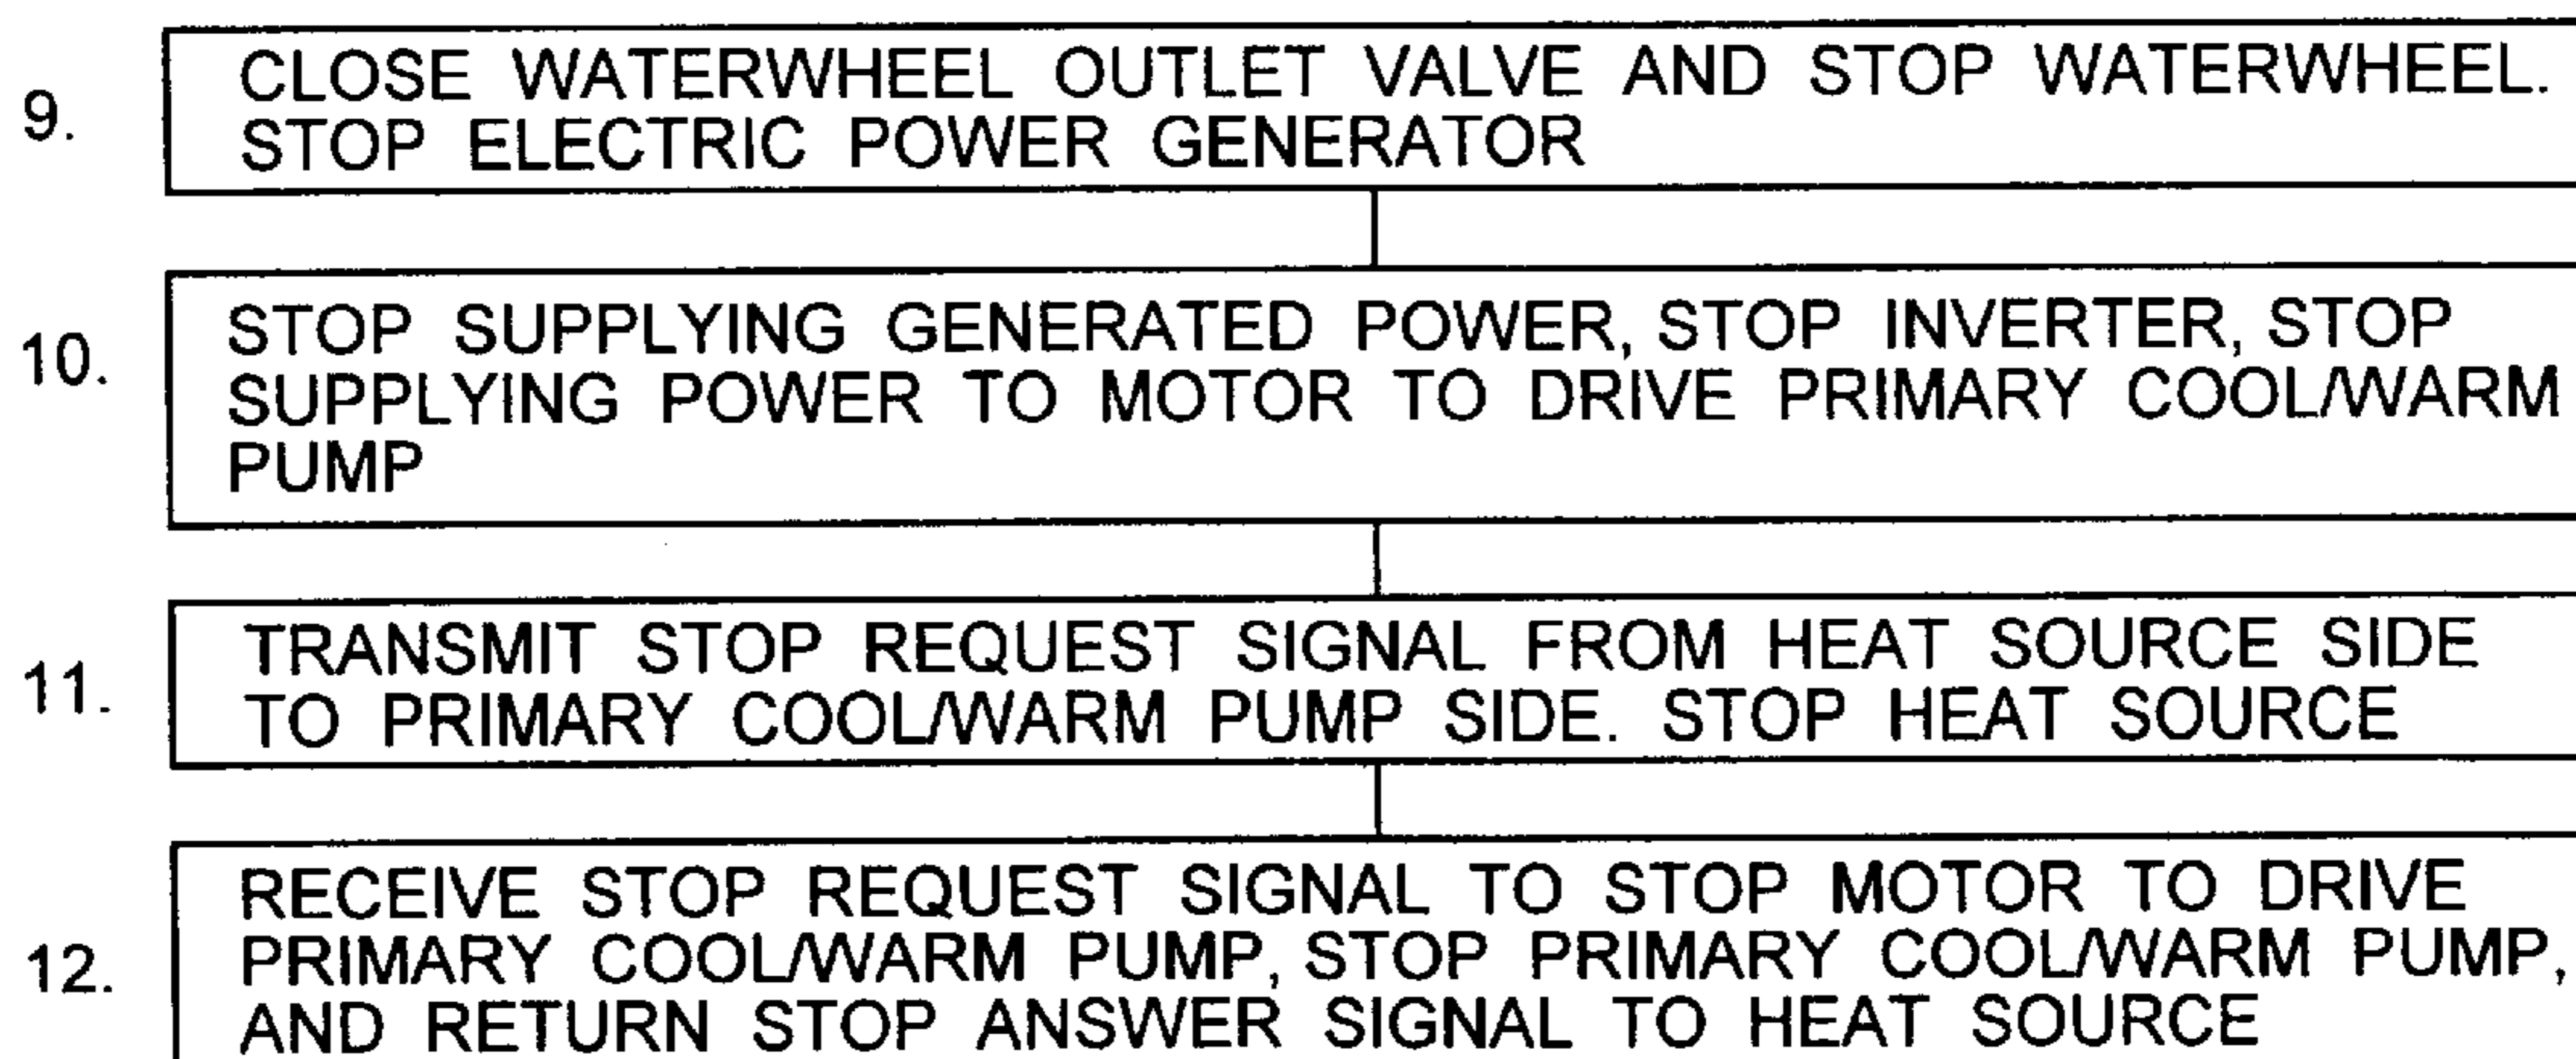 9.
CLOSE WATERWHEEL OUTLET VALVE AND STOP WATERWHEEL.
STOP ELECTRIC POWER GENERATOR
10.
STOP SUPPLYING GENERATED POWER, STOP INVERTER, STOP
SUPPLYING POWER TO MOTOR TO DRIVE PRIMARY COOL/WARM
PUMP
11.
TRANSMIT STOP REQUEST SIGNAL FROM HEAT SOURCE SIDE
TO PRIMARY COOL/WARM PUMP SIDE. STOP HEAT SOURCE
12.
RECEIVE STOP REQUEST SIGNAL TO STOP MOTOR TO DRIVE
PRIMARY COOL/WARM PUMP, STOP PRIMARY COOL/WARM PUMP,
AND RETURN STOP ANSWER SIGNAL TO HEAT SOURCE